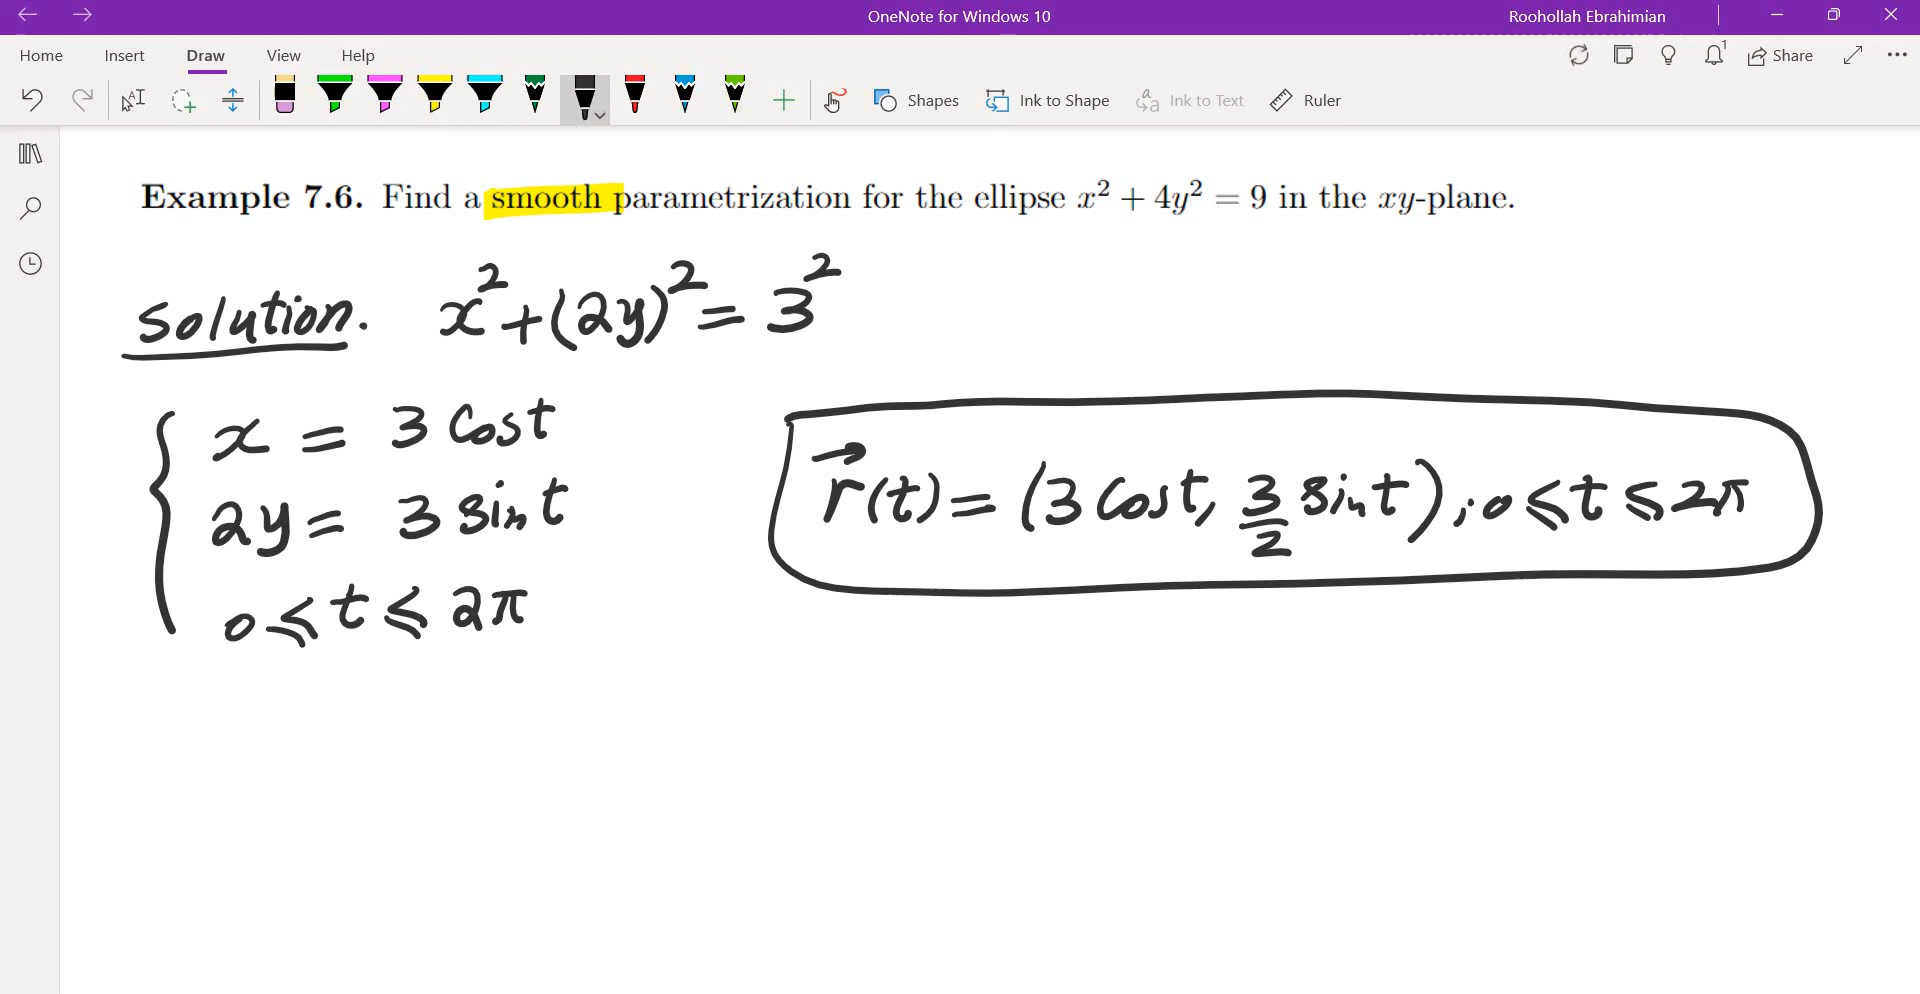 OneNote for Windows 10
Roohollah Ebrahimian
Home Insert Draw View Help
1
Share
Shapes Ink to Shape Ink to Text Ruler
Example 7.6. Find a smooth parametrization for the ellipse x² + 4y² = 9 in the xy-plane.
Solution. x² + (2y)² = 3²
x = 3 cos t
2y = 3 sin t
0 ⩽ t ⩽ 2π
r⃗(t) = (3 cos t, 3/2 sin t), 0 ⩽ t ⩽ 2π